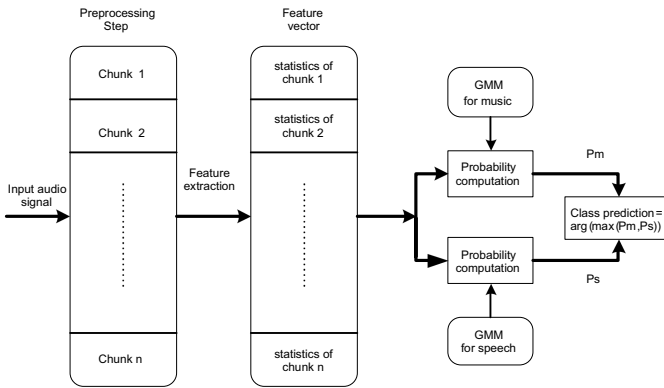 Preprocessing
Step
Feature
vector
Chunk 1
Chunk 2
Chunk n
Input audio
signal
Feature
extraction
statistics of
chunk 1
statistics of
chunk 2
statistics of
chunk n
GMM
for music
Probability
computation
Pm
Class prediction =
arg(max(Pm,Ps))
Probability
computation
Ps
GMM
for speech